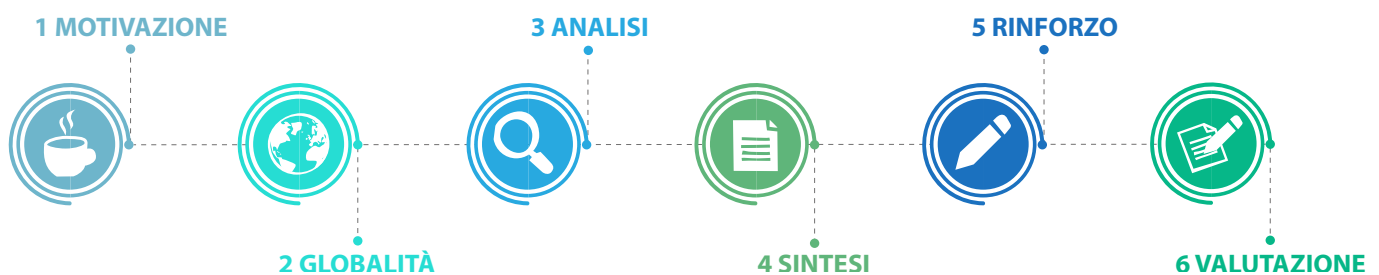 1 MOTIVAZIONE
2 GLOBALITÀ
3 ANALISI
4 SINTESI
5 RINFORZO
6 VALUTAZIONE